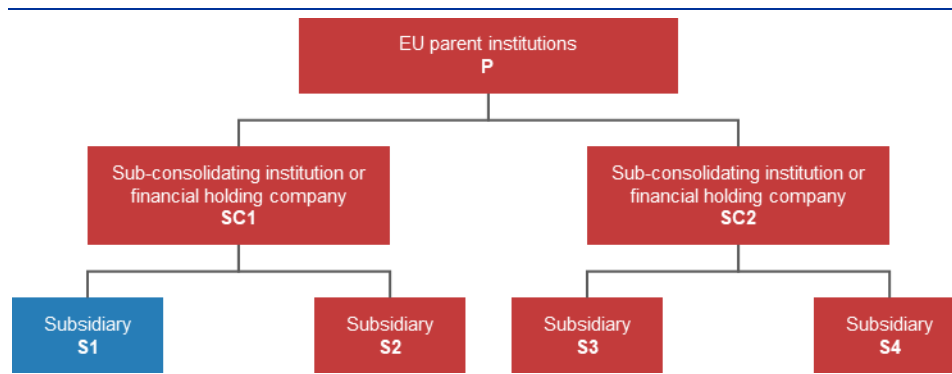 EU parent institutions
P
Sub-consolidating institution or
financial holding company
SC1
Sub-consolidating institution or
financial holding company
SC2
Subsidiary
S1
Subsidiary
S2
Subsidiary
S3
Subsidiary
S4